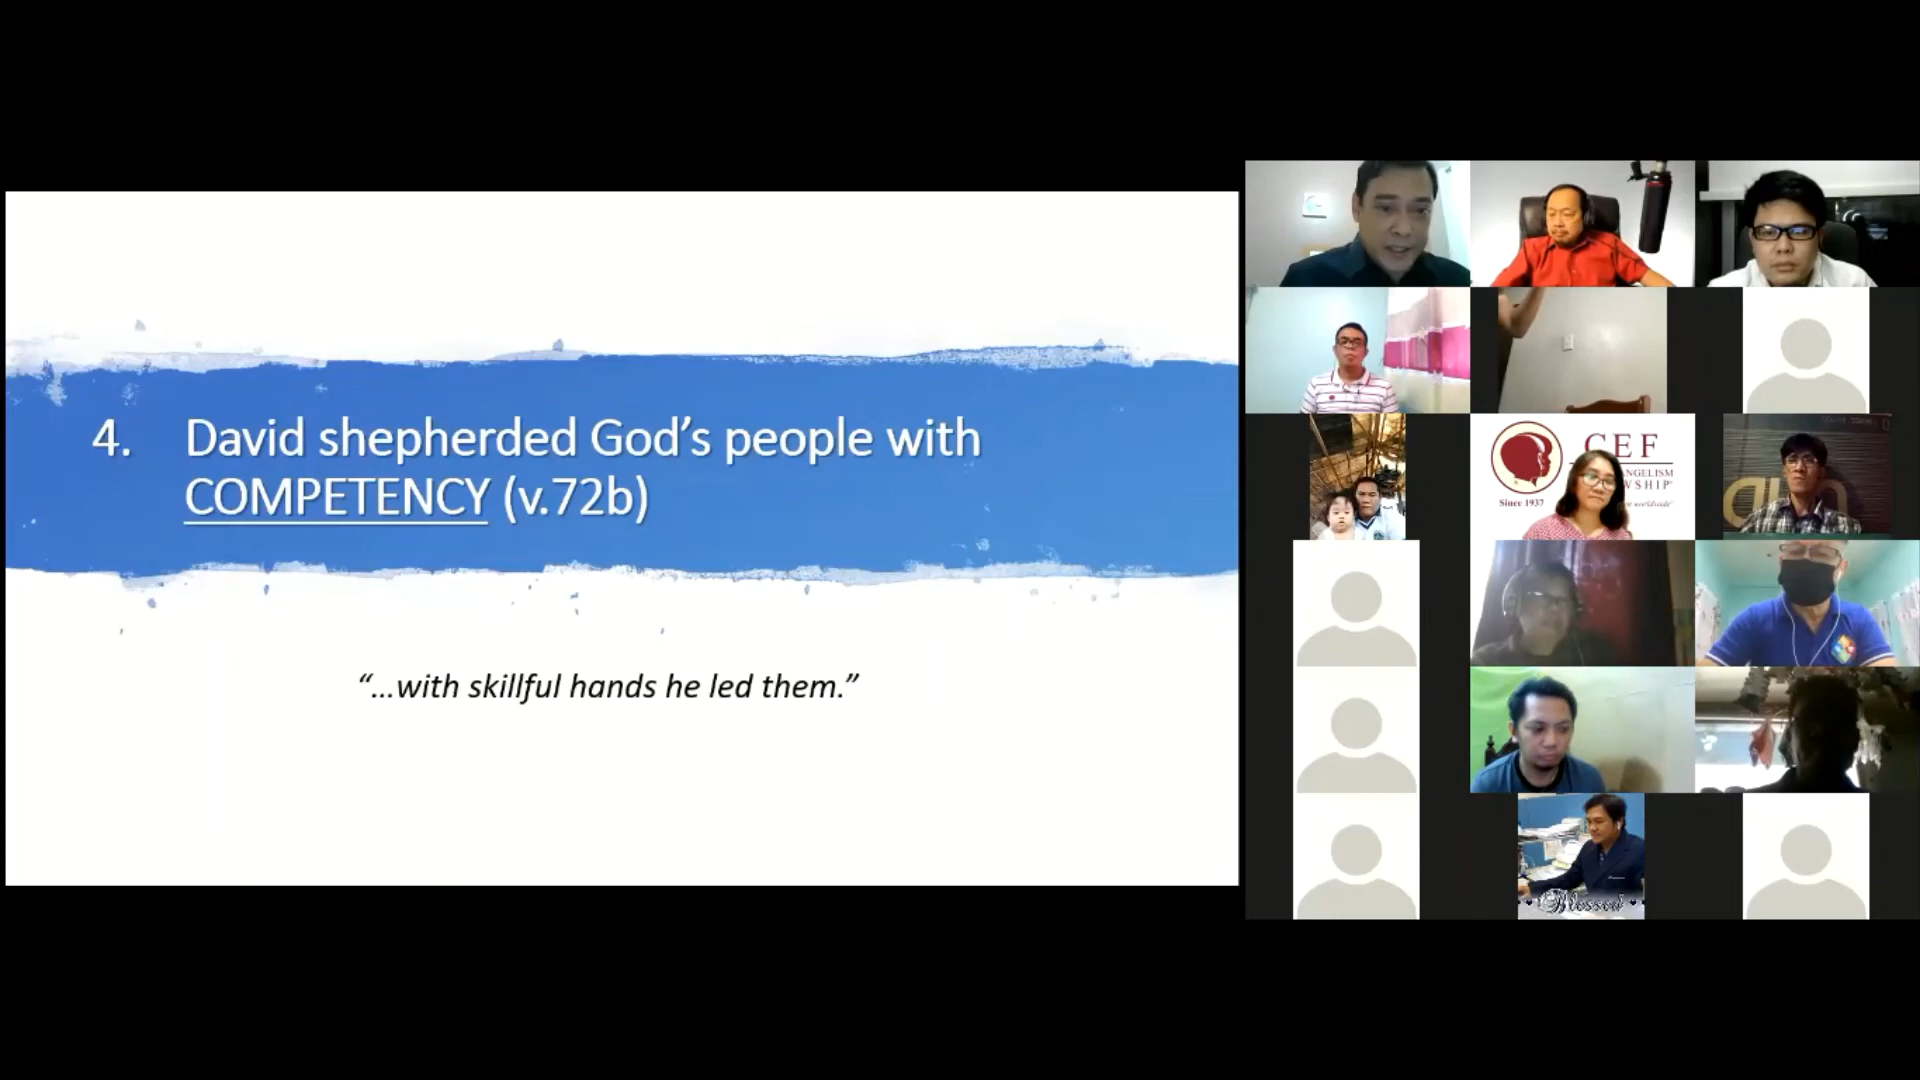 4. David shepherded God's people with
COMPETENCY (v.72b)
“…with skillful hands he led them.”
CEF
Since 1937
Blessed